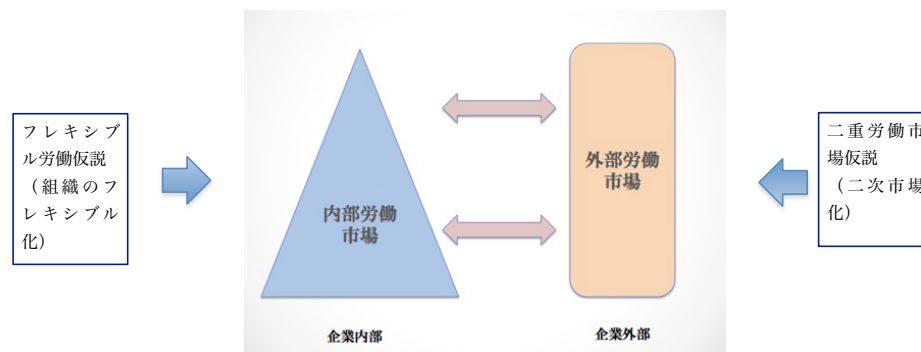 フレキシブ
ル労働仮説
（組織のフ
レキシブル
化）
内部労働
市場
企業内部
外部労働
市場
企業外部
二重労働市
場仮説
（二次市場
化）